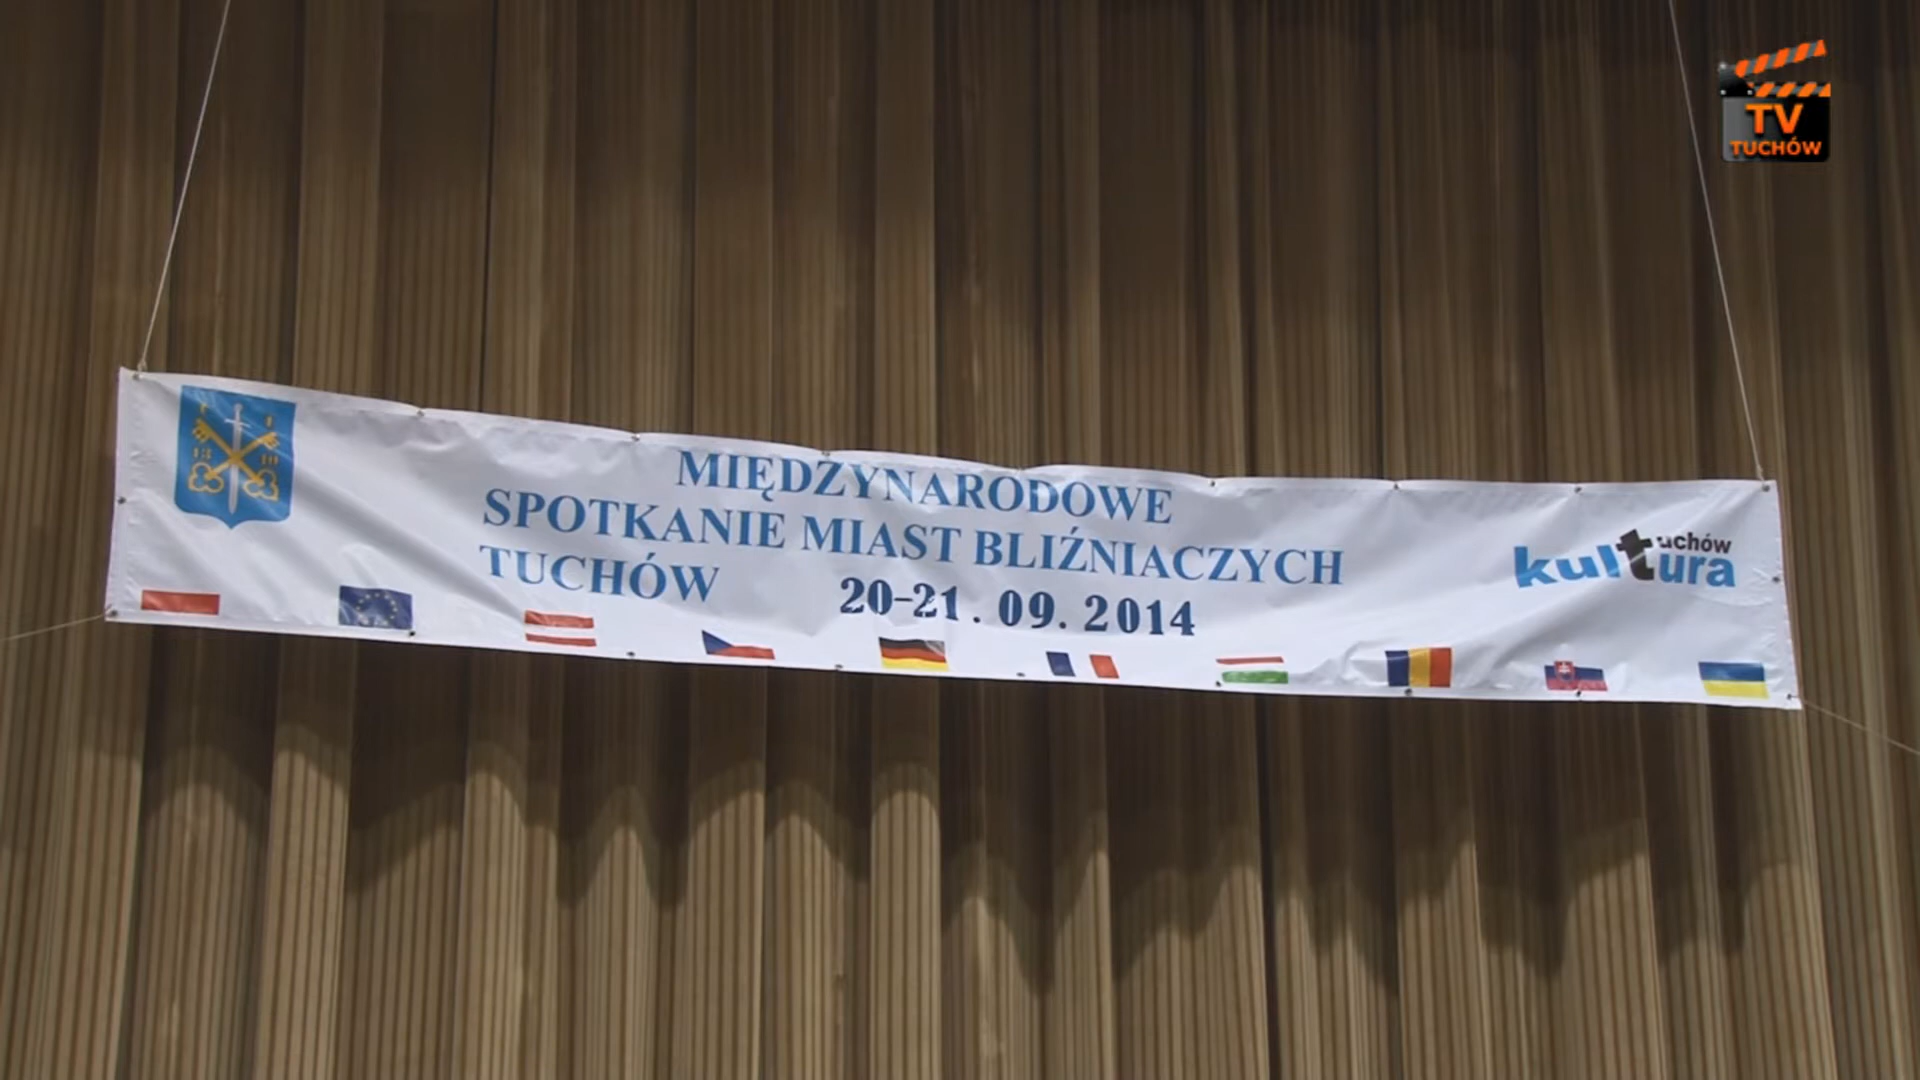 TV
TUCHÓW
MIĘDZYNARODOWE
SPOTKANIE MIAST BLIŹNIACZYCH
TUCHÓW 20-21.09.2014
tuchów
kultura